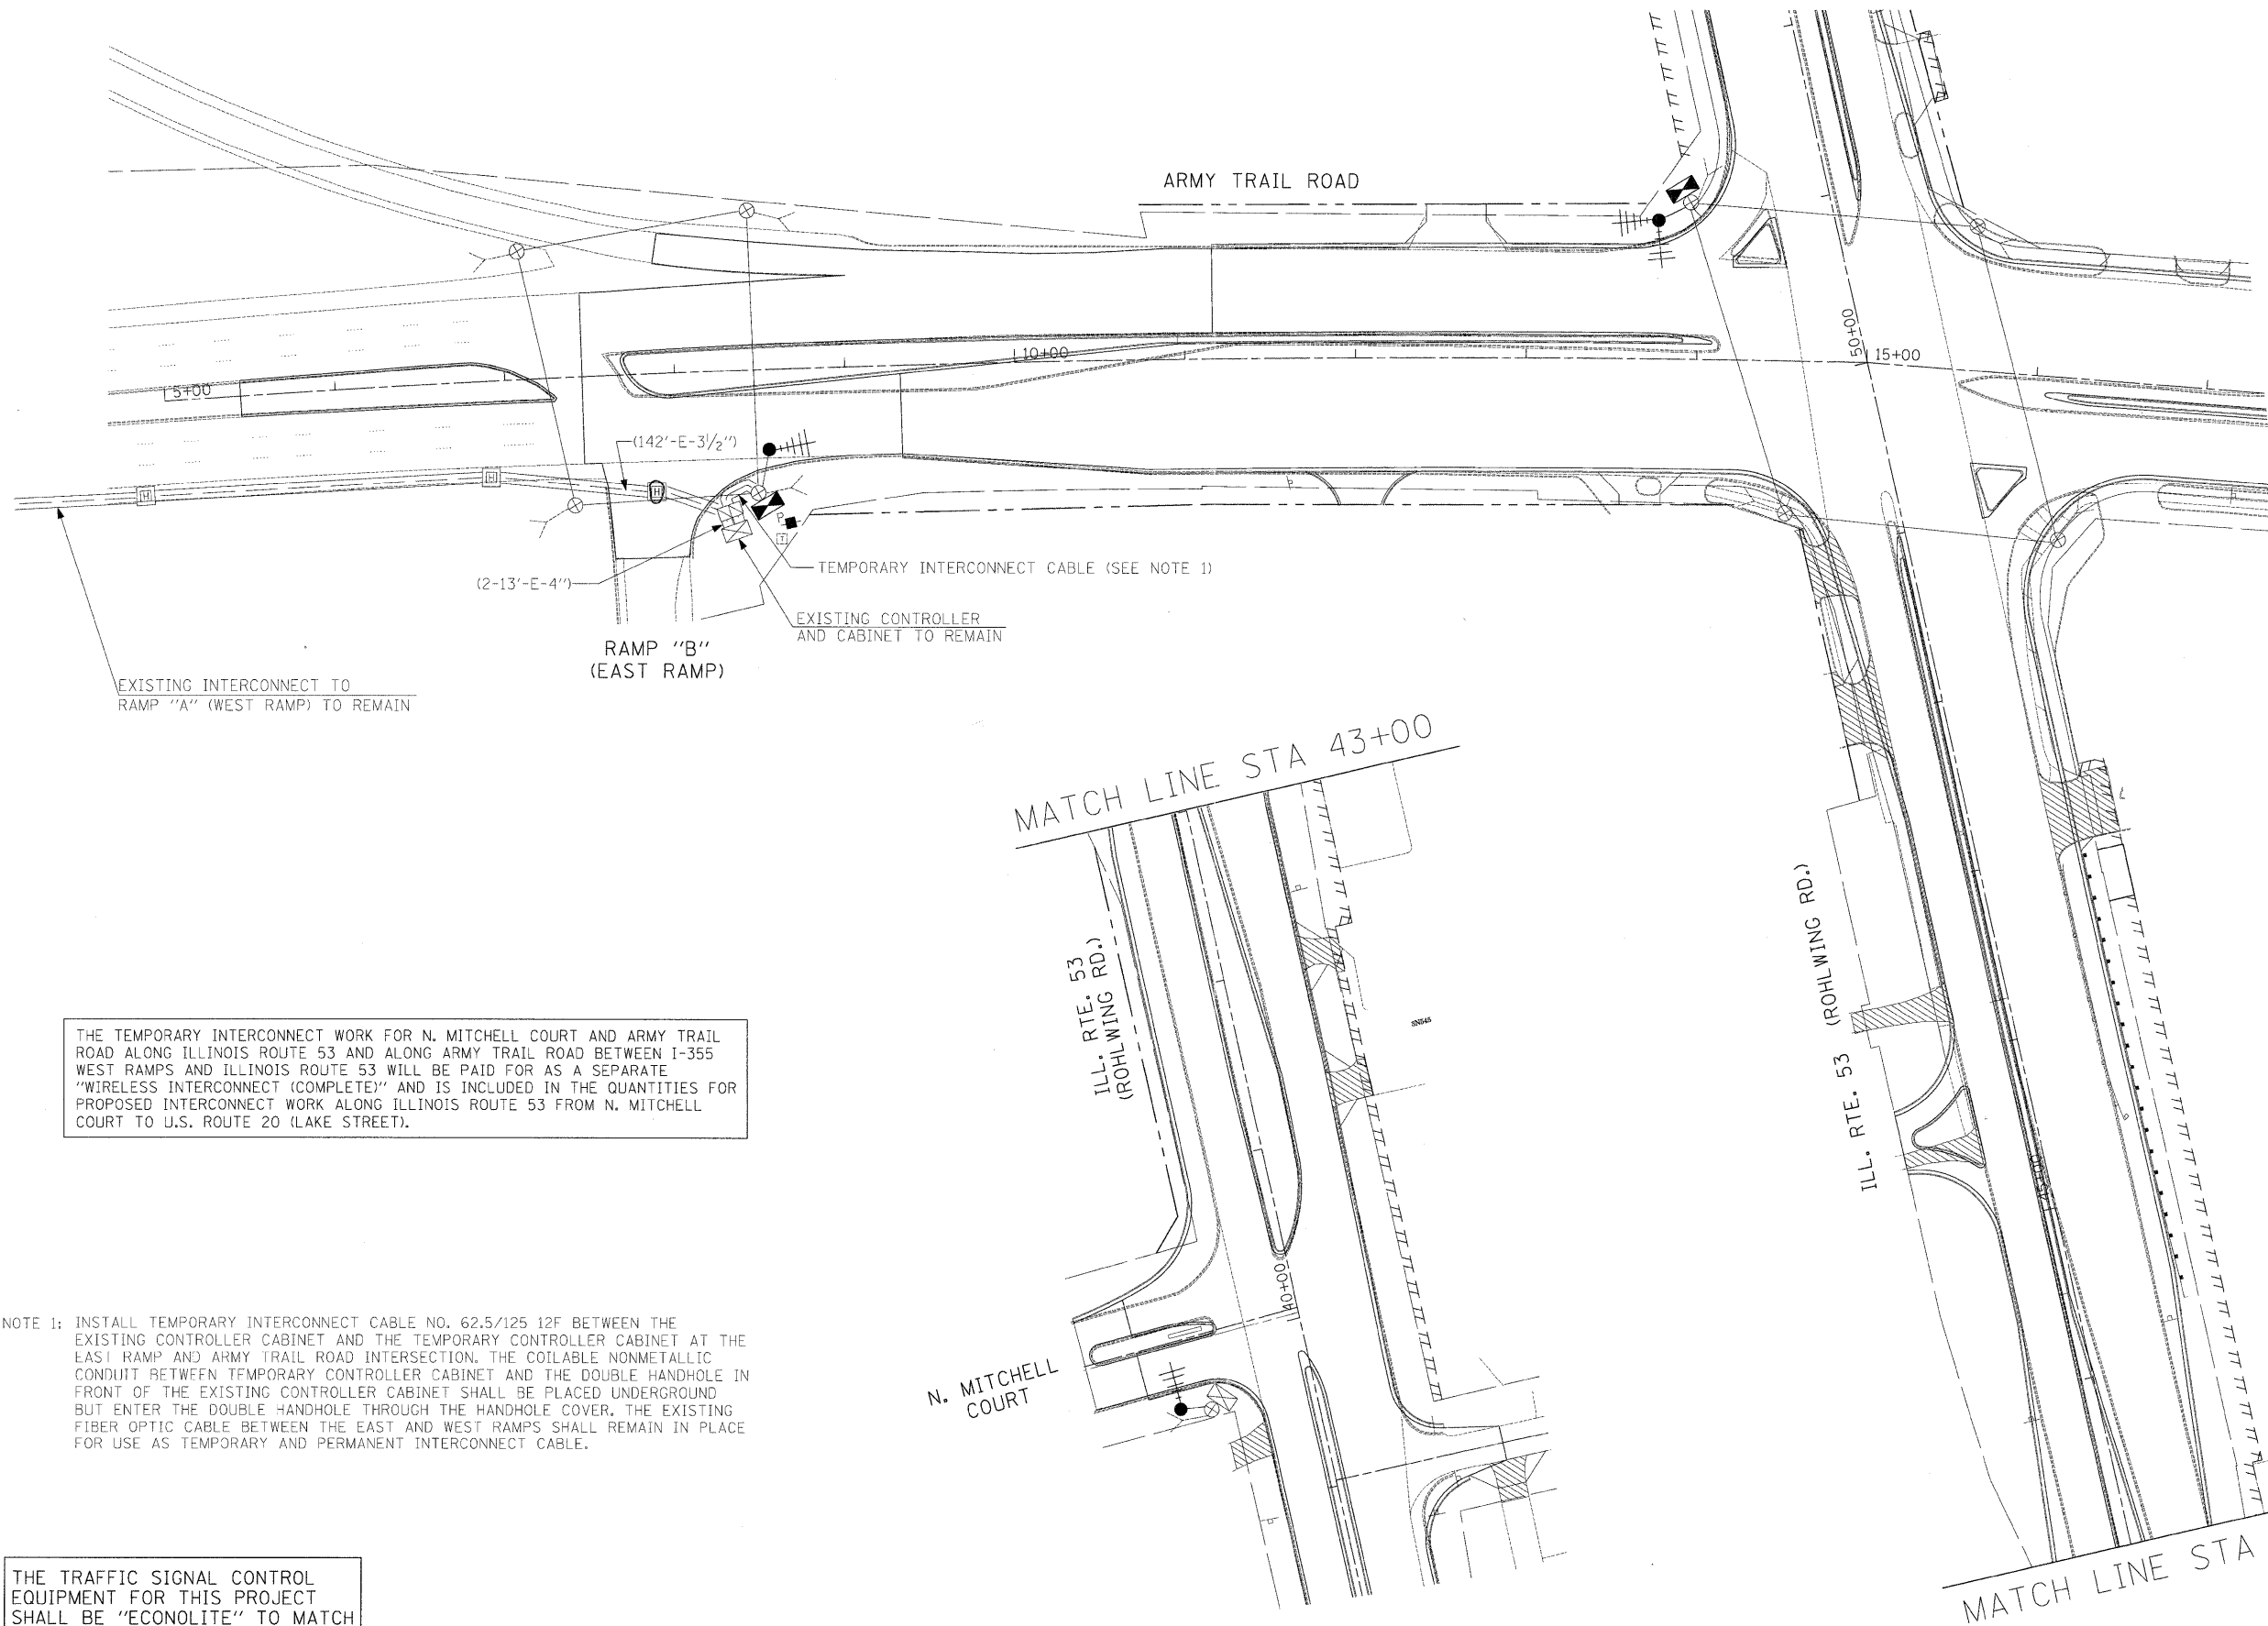 ARMY TRAIL ROAD
50+00
15+00
10+00
5+00
(142'-E-3½")
H
H
H
P
T
TEMPORARY INTERCONNECT CABLE (SEE NOTE 1)
(2-13'-E-4")
EXISTING CONTROLLER
AND CABINET TO REMAIN
RAMP "B"
(EAST RAMP)
EXISTING INTERCONNECT TO
RAMP "A" (WEST RAMP) TO REMAIN
MATCH LINE STA 43+00
ILL. RTE. 53
(ROHLWING RD.)
ILL. RTE. 53 (ROHLWING RD.)
45+00
THE TEMPORARY INTERCONNECT WORK FOR N. MITCHELL COURT AND ARMY TRAIL
ROAD ALONG ILLINOIS ROUTE 53 AND ALONG ARMY TRAIL ROAD BETWEEN I-355
WEST RAMPS AND ILLINOIS ROUTE 53 WILL BE PAID FOR AS A SEPARATE
"WIRELESS INTERCONNECT (COMPLETE)" AND IS INCLUDED IN THE QUANTITIES FOR
PROPOSED INTERCONNECT WORK ALONG ILLINOIS ROUTE 53 FROM N. MITCHELL
COURT TO U.S. ROUTE 20 (LAKE STREET).
40+00
N. MITCHELL
COURT
NOTE 1: INSTALL TEMPORARY INTERCONNECT CABLE NO. 62.5/125 12F BETWEEN THE
EXISTING CONTROLLER CABINET AND THE TEMPORARY CONTROLLER CABINET AT THE
EAST RAMP AND ARMY TRAIL ROAD INTERSECTION. THE COILABLE NONMETALLIC
CONDUIT BETWEEN TEMPORARY CONTROLLER CABINET AND THE DOUBLE HANDHOLE IN
FRONT OF THE EXISTING CONTROLLER CABINET SHALL BE PLACED UNDERGROUND
BUT ENTER THE DOUBLE HANDHOLE THROUGH THE HANDHOLE COVER. THE EXISTING
FIBER OPTIC CABLE BETWEEN THE EAST AND WEST RAMPS SHALL REMAIN IN PLACE
FOR USE AS TEMPORARY AND PERMANENT INTERCONNECT CABLE.
MATCH LINE STA
THE TRAFFIC SIGNAL CONTROL
EQUIPMENT FOR THIS PROJECT
SHALL BE "ECONOLITE" TO MATCH